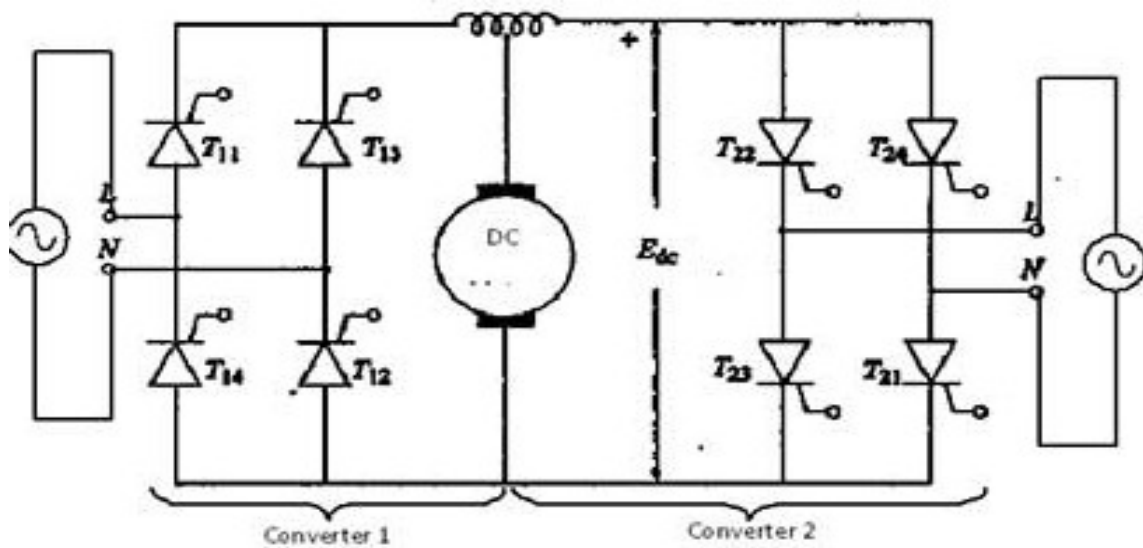 +
T11
T13
T22
T24
L
N
DC
Edc
L
N
T14
T12
T23
T21
Converter 1
Converter 2